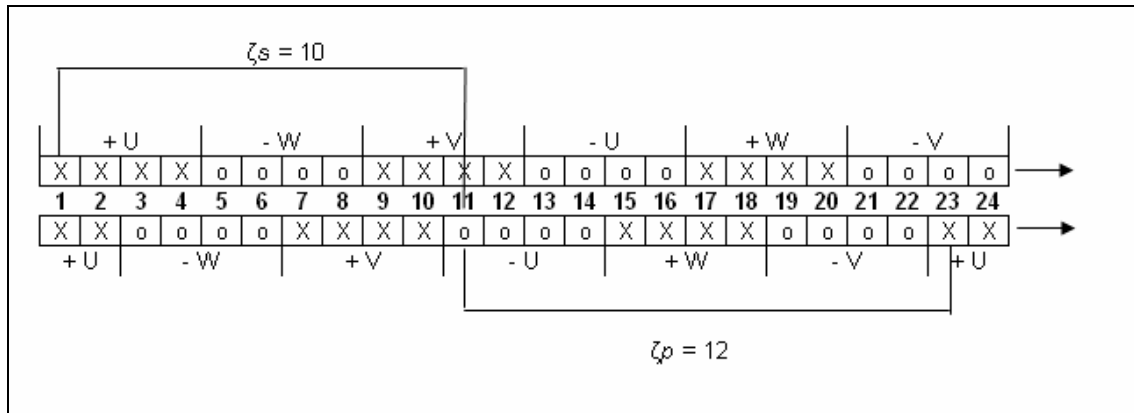 ζs = 10
+ U - W + V - U + W - V
X X X X o o o o X X X X o o o o X X X X o o o o
1 2 3 4 5 6 7 8 9 10 11 12 13 14 15 16 17 18 19 20 21 22 23 24
X X o o o o X X X X o o o o X X X X o o o o X X
+ U - W + V - U + W - V + U
ζp = 12